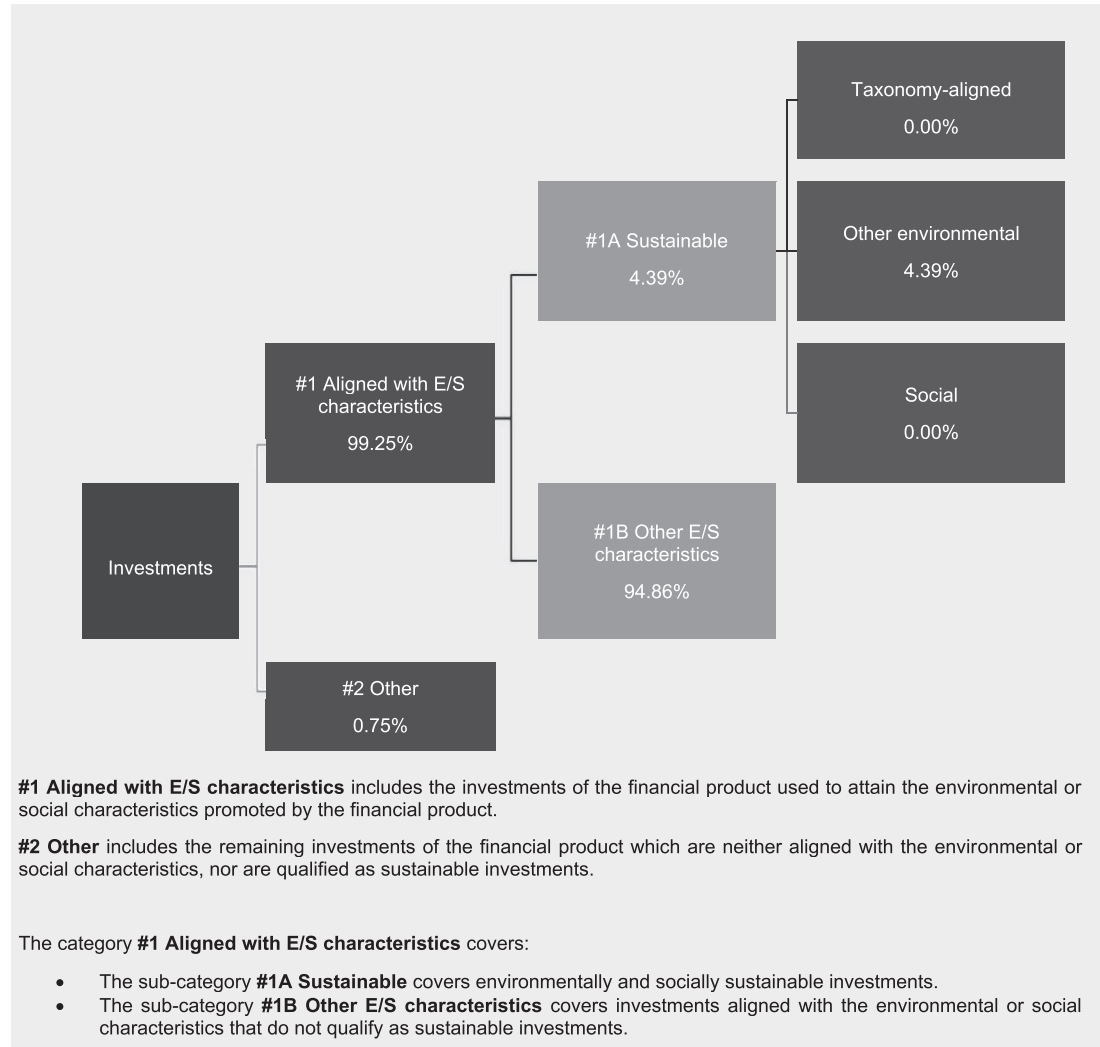 Taxonomy-aligned
0.00%
#1A Sustainable
4.39%
Other environmental
4.39%
#1 Aligned with E/S
characteristics
99.25%
Social
0.00%
Investments
#1B Other E/S
characteristics
94.86%
#2 Other
0.75%
#1 Aligned with E/S characteristics includes the investments of the financial product used to attain the environmental or
social characteristics promoted by the financial product.
#2 Other includes the remaining investments of the financial product which are neither aligned with the environmental or
social characteristics, nor are qualified as sustainable investments.
The category #1 Aligned with E/S characteristics covers:
• The sub-category #1A Sustainable covers environmentally and socially sustainable investments.
• The sub-category #1B Other E/S characteristics covers investments aligned with the environmental or social
characteristics that do not qualify as sustainable investments.